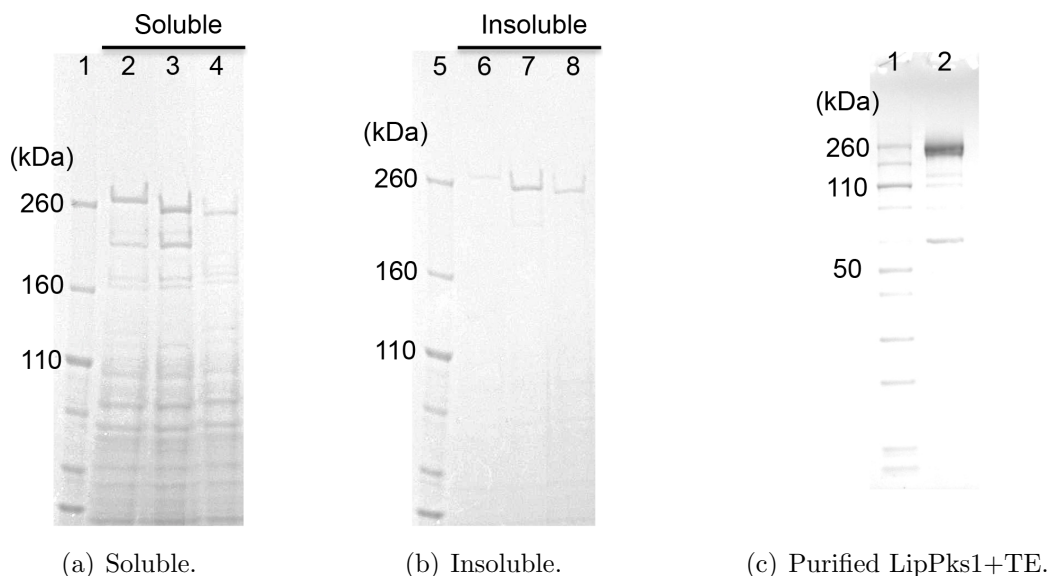 Soluble
1 2 3 4
(kDa)
260
160
110
(a) Soluble.
Insoluble
5 6 7 8
(kDa)
260
160
110
(b) Insoluble.
1 2
(kDa)
260
110
50
(c) Purified LipPks1+TE.